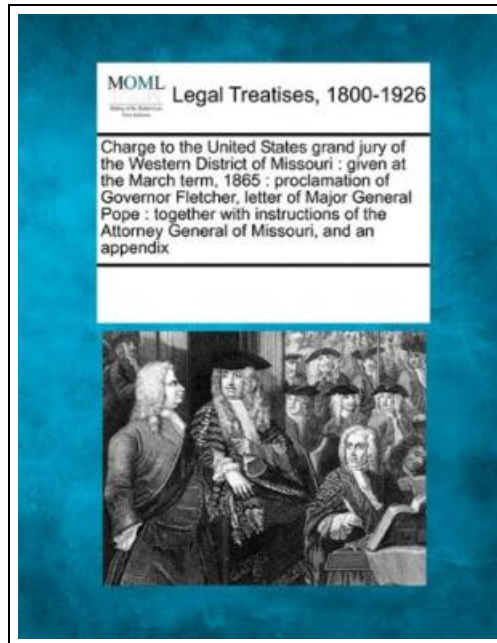 MOML
Legal Treatises, 1800-1926
Charge to the United States grand jury of
the Western District of Missouri : given at
the March term, 1865 : proclamation of
Governor Fletcher, letter of Major General
Pope : together with instructions of the
Attorney General of Missouri, and an
appendix